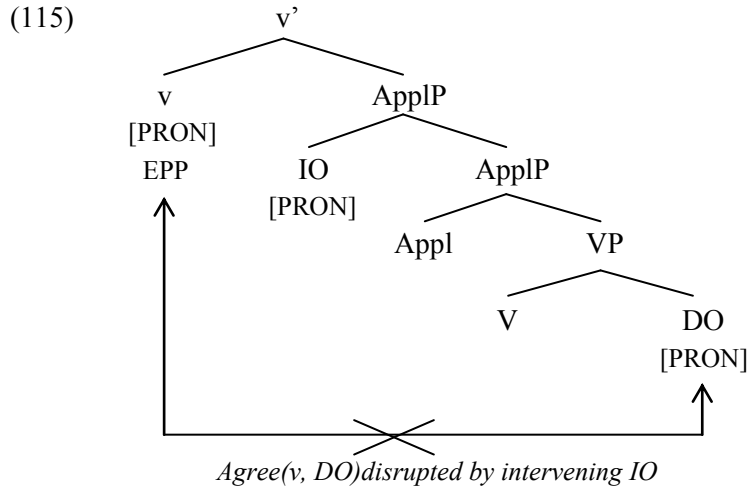 (115) v’
v ApplP
[PRON]
EPP IO ApplP
[PRON]
Appl VP
V DO
[PRON]
Agree(v, DO)disrupted by intervening IO